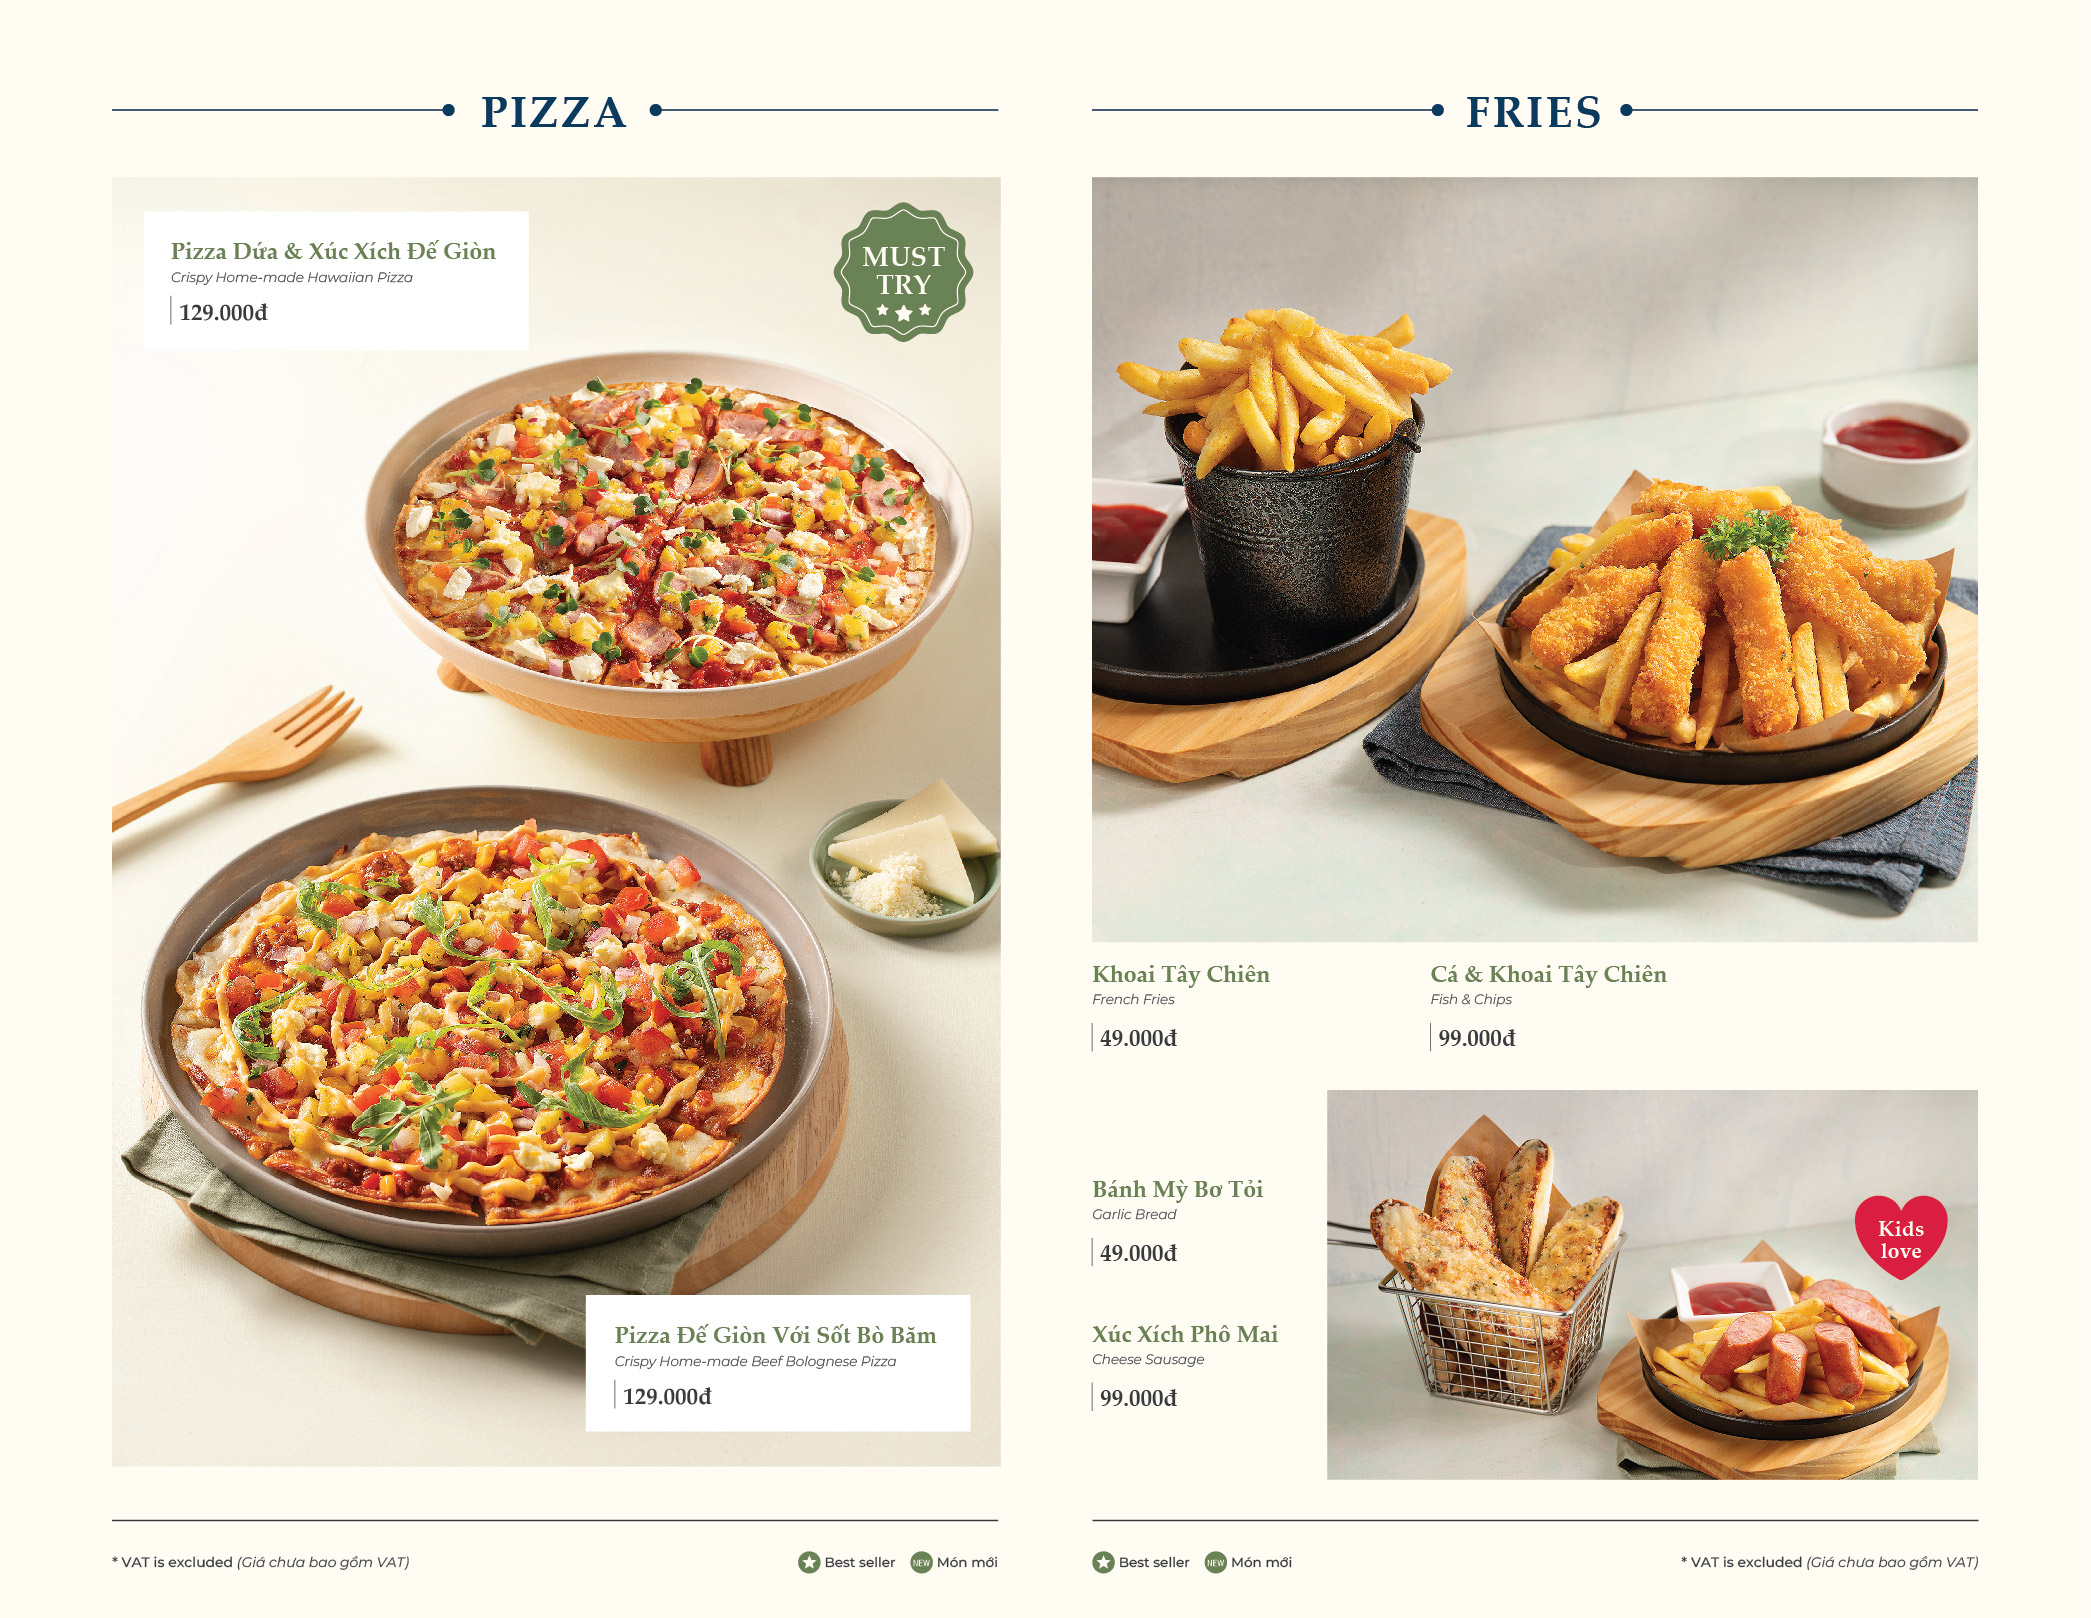 PIZZA
Pizza Dứa & Xúc Xích Đế Giòn
Crispy Home-made Hawaiian Pizza
129.000đ
MUST
TRY
Pizza Đế Giòn Với Sốt Bò Băm
Crispy Home-made Beef Bolognese Pizza
129.000đ
* VAT is excluded (Giá chưa bao gồm VAT)
Best seller NEW Món mới
FRIES
Khoai Tây Chiên
French Fries
49.000đ
Cá & Khoai Tây Chiên
Fish & Chips
99.000đ
Bánh Mỳ Bơ Tỏi
Garlic Bread
49.000đ
Xúc Xích Phô Mai
Cheese Sausage
99.000đ
Kids
love
Best seller NEW Món mới
* VAT is excluded (Giá chưa bao gồm VAT)